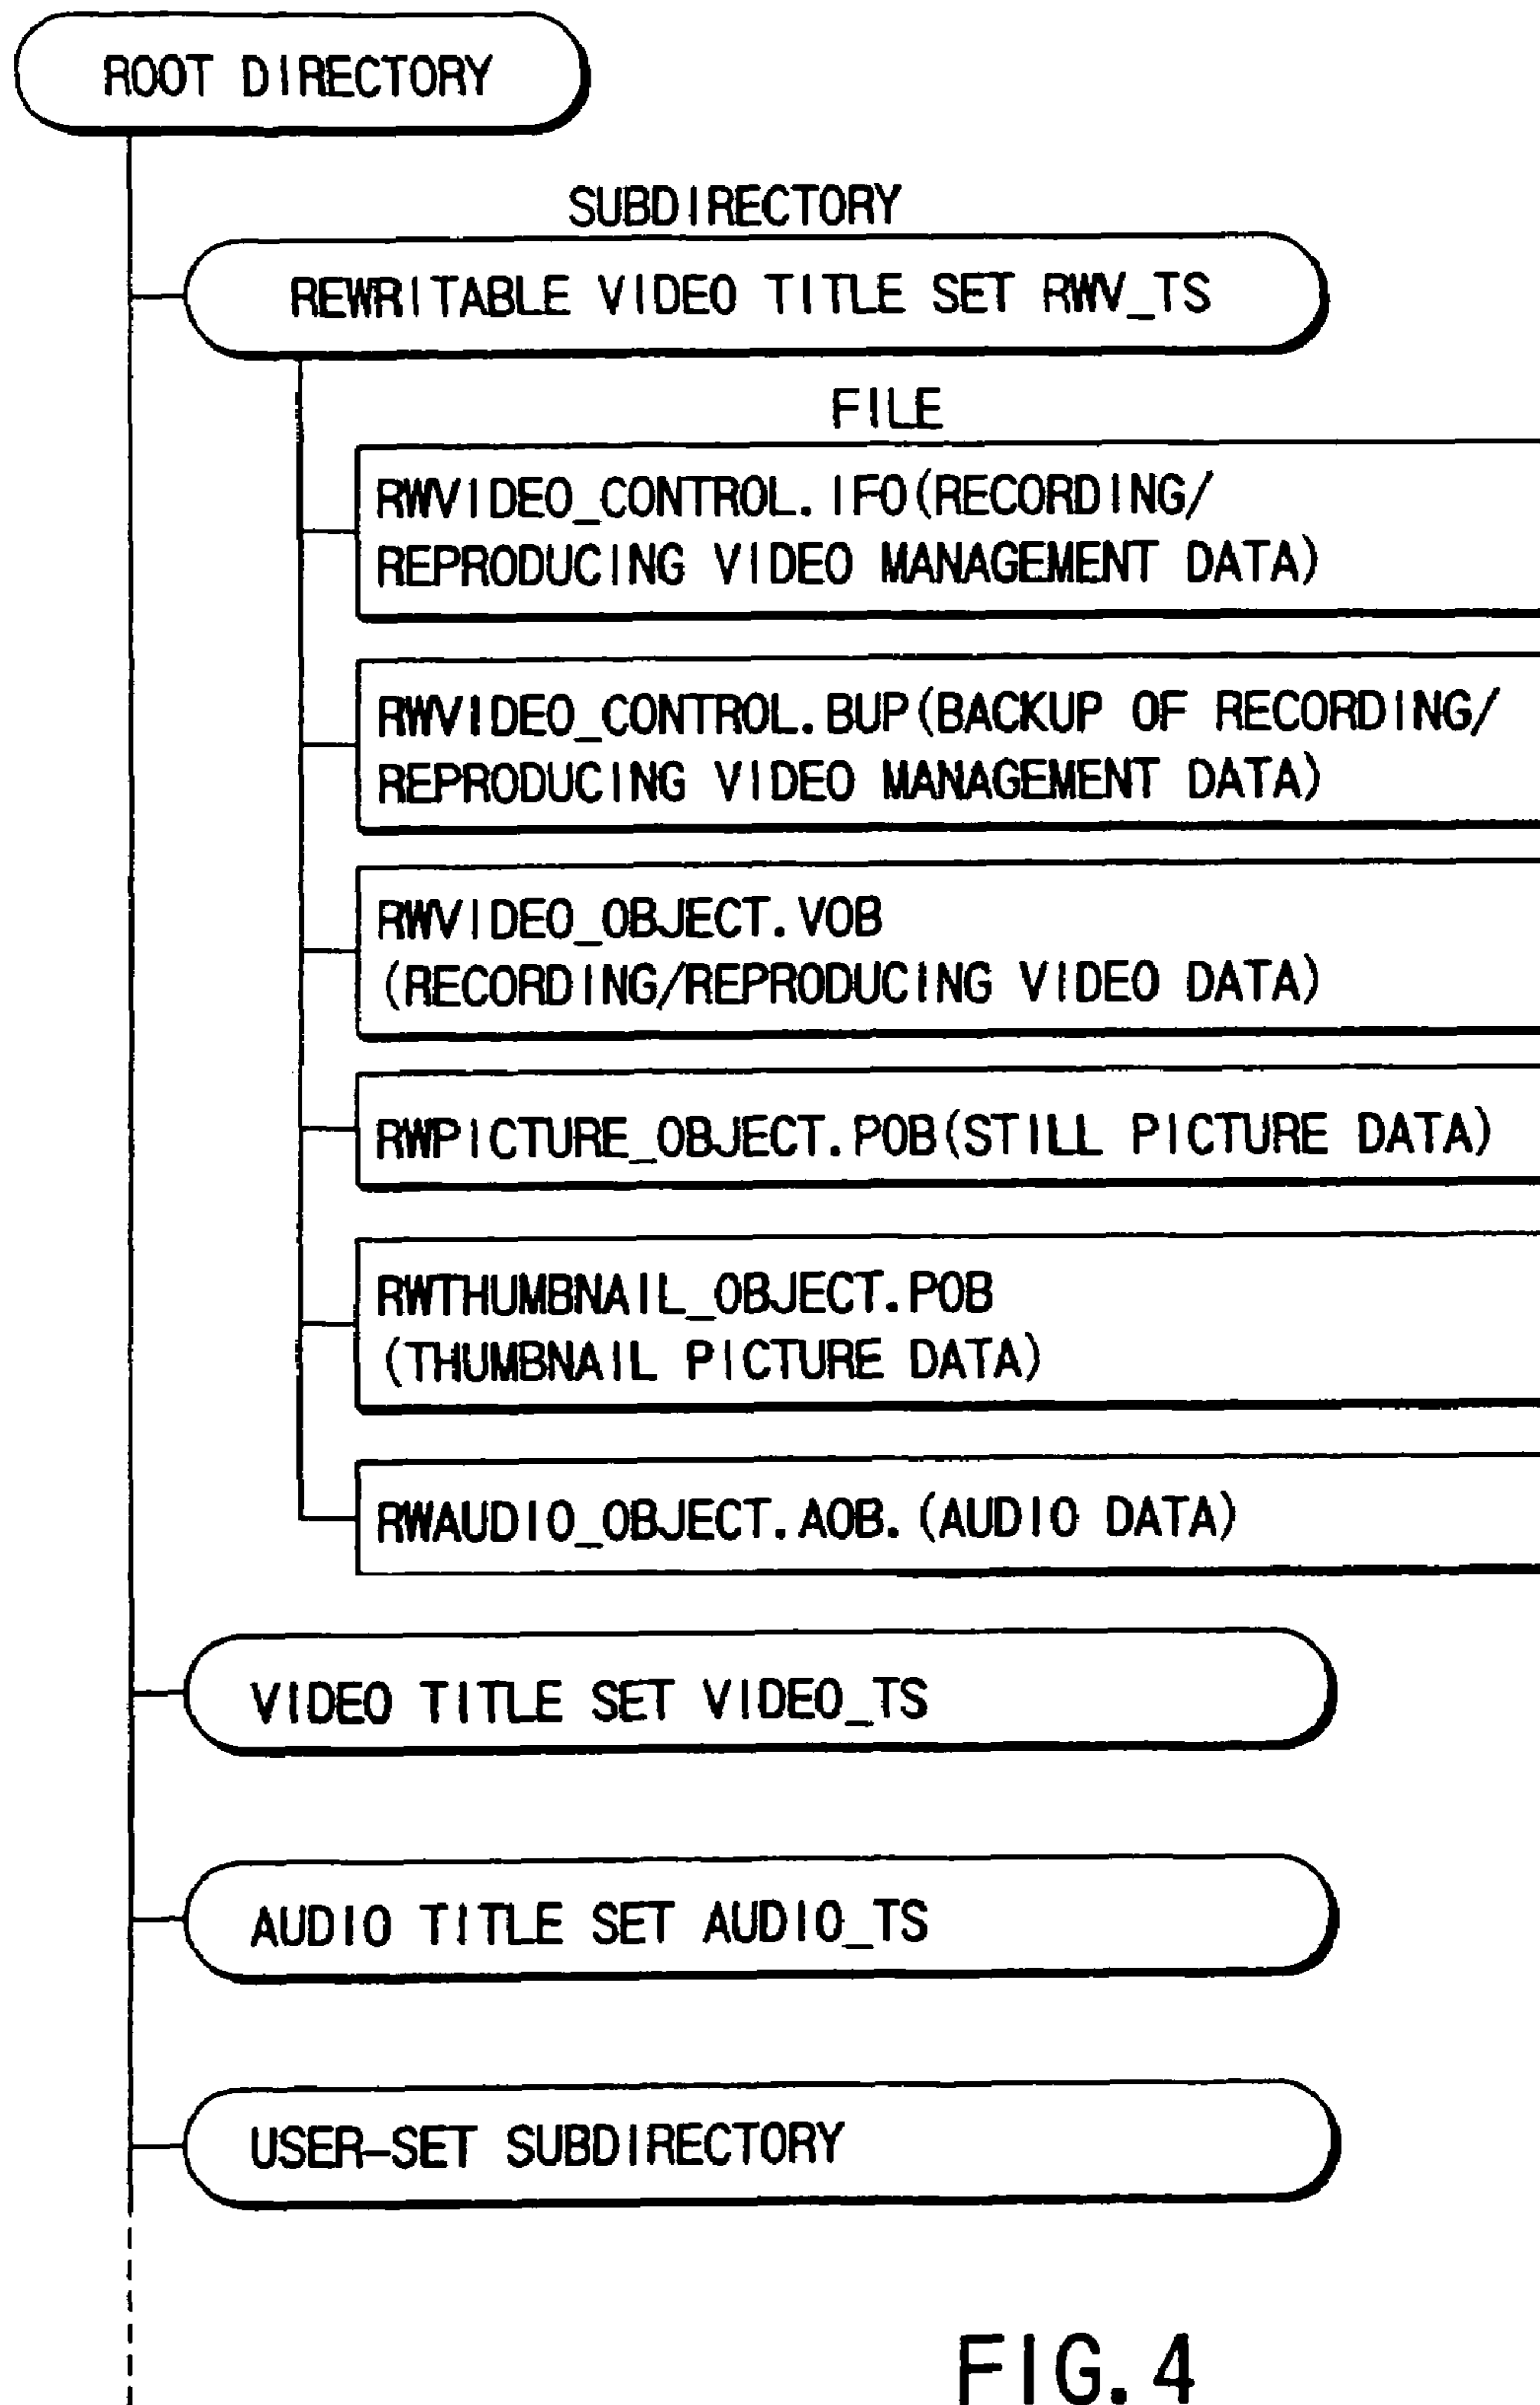 ROOT DIRECTORY
SUBDIRECTORY
REWRITABLE VIDEO TITLE SET RWV_TS
FILE
RWVIDEO_CONTROL.IFO(RECORDING/
REPRODUCING VIDEO MANAGEMENT DATA)
RWVIDEO_CONTROL.BUP(BACKUP OF RECORDING/
REPRODUCING VIDEO MANAGEMENT DATA)
RWVIDEO_OBJECT.VOB
(RECORDING/REPRODUCING VIDEO DATA)
RWPICTURE_OBJECT.POB(STILL PICTURE DATA)
RWTHUMBNAIL_OBJECT.POB
(THUMBNAIL PICTURE DATA)
RWAUDIO_OBJECT.AOB.(AUDIO DATA)
VIDEO TITLE SET VIDEO_TS
AUDIO TITLE SET AUDIO_TS
USER-SET SUBDIRECTORY
FIG.4